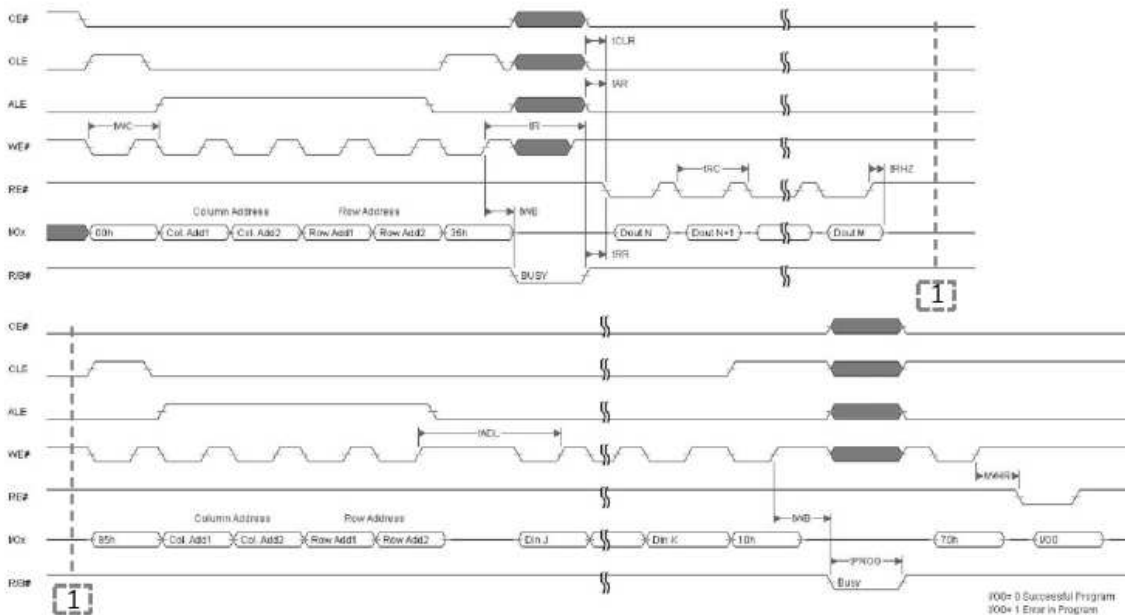 CE#
CLE
tCLR
1
ALE
tAR
tWC
tR
WE#
tRC
tRHZ
RE#
Column Address Row Address
tWB
I/Ox 00h Col. Add1 Col. Add2 Row Add1 Row Add2 35h Dout N Dout N+1 Dout M
tRR
R/B# BUSY
CE#
CLE
ALE
tADL
WE#
tWHR
RE#
Column Address Row Address
tWB
I/Ox 85h Col. Add1 Col. Add2 Row Add1 Row Add2 Din J Din K 10h 70h I/O0
tPROG
R/B# Busy
1
I/O0= 0 Successful Program
I/O0= 1 Error in Program